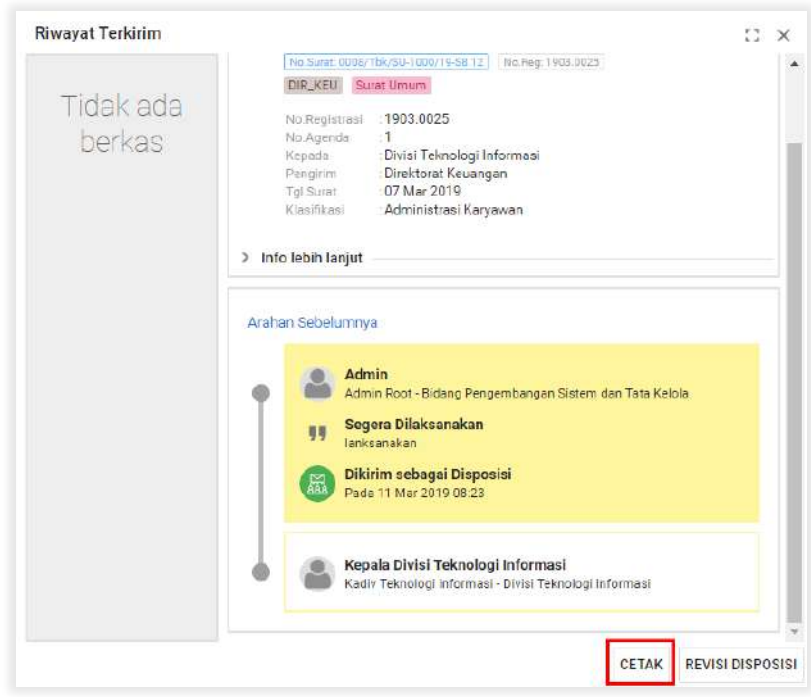 Riwayat Terkirim
Tidak ada
berkas
No.Surat: 0008/Tbk/SU-1000/19-S8.12 No.Reg: 1903.0025
DIR_KEU Surat Umum
No.Registrasi :1903.0025
No.Agenda :1
Kepada :Divisi Teknologi Informasi
Pengirim :Direktorat Keuangan
Tgl.Surat :07 Mar 2019
Klasifikasi :Administrasi Karyawan
Info lebih lanjut
Arahan Sebelumnya
Admin
Admin Root - Bidang Pengembangan Sistem dan Tata Kelola
Segera Dilaksanakan
lanksanakan
Dikirim sebagai Disposisi
Pada 11 Mar 2019 08:23
Kepala Divisi Teknologi Informasi
Kadiv Teknologi Informasi - Divisi Teknologi Informasi
CETAK REVISI DISPOSISI